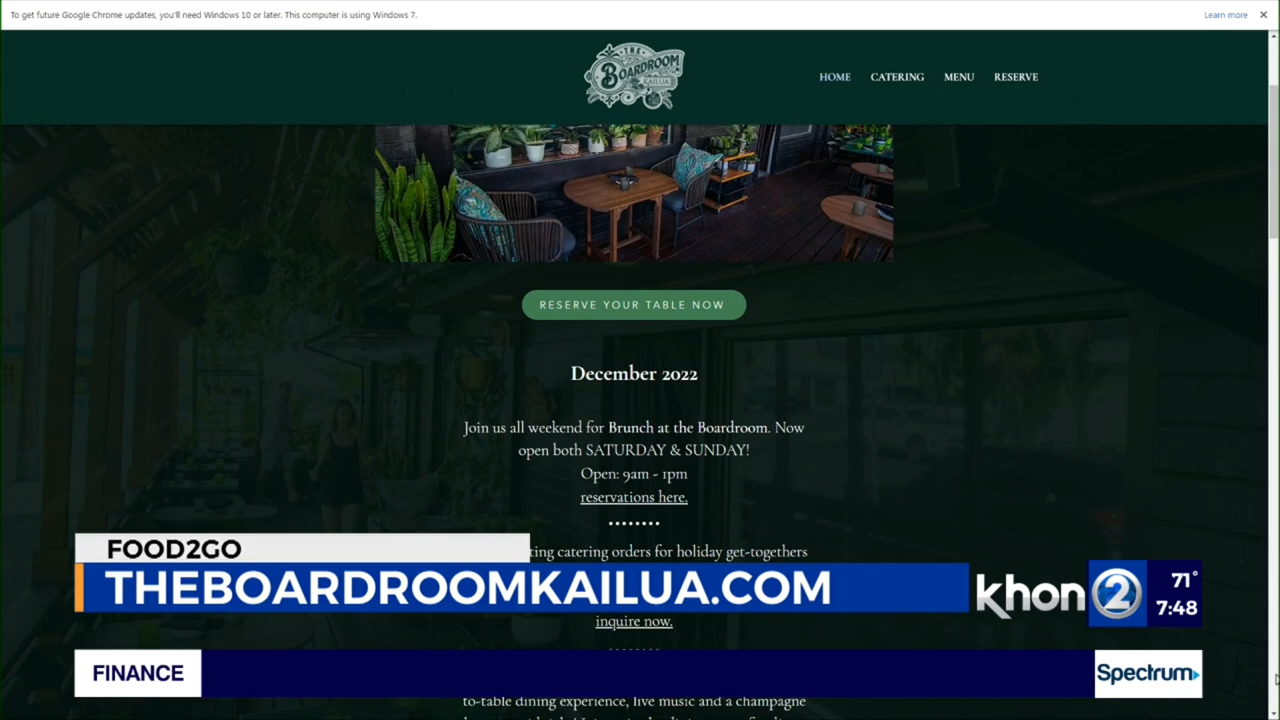 To get future Google Chrome updates, you'll need Windows 10 or later. This computer is using Windows 7.
Learn more
THE
BOARDROOM
KAILUA
HOME
CATERING
MENU
RESERVE
RESERVE YOUR TABLE NOW
December 2022
Join us all weekend for Brunch at the Boardroom. Now
open both SATURDAY & SUNDAY!
Open: 9am - 1pm
reservations here.
catering orders for holiday get-togethers
FOOD2GO
THEBOARDROOMKAILUA.COM
khon 2
71°
7:48
inquire now.
FINANCE
Spectrum
to-table dining experience, live music and a champagne